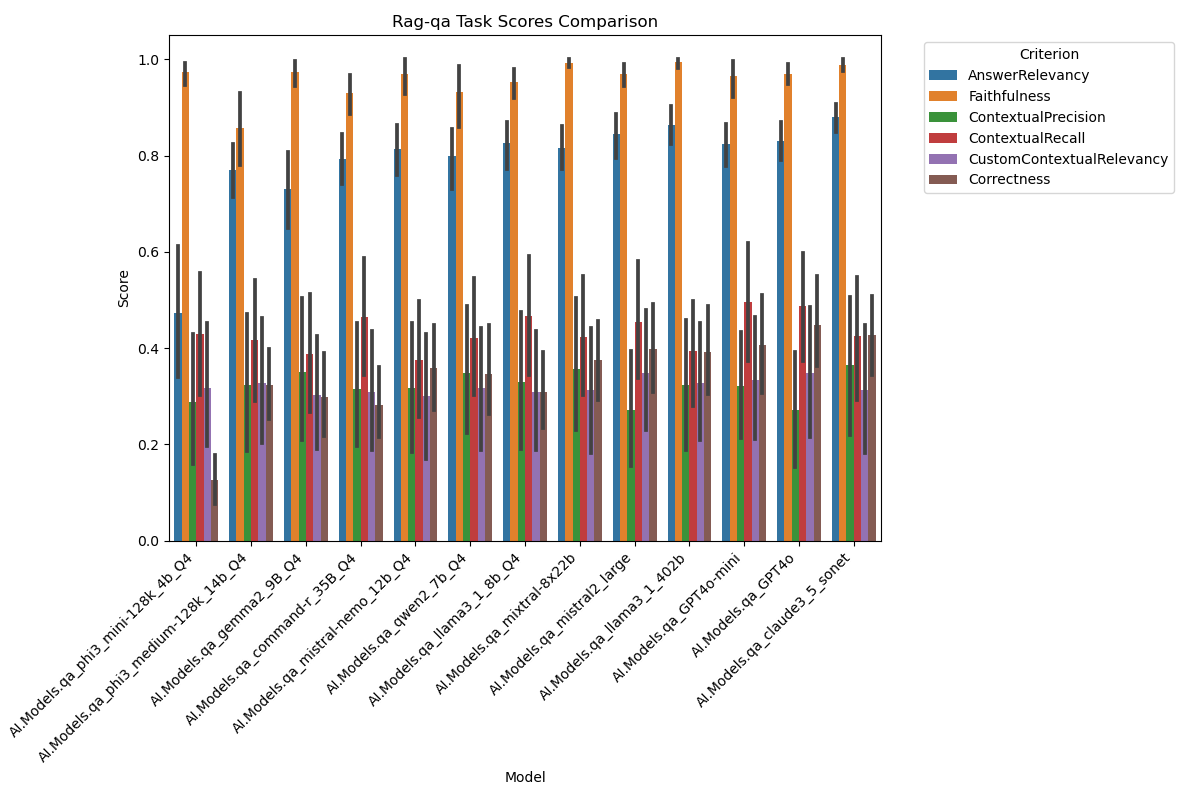 Rag-qa Task Scores Comparison
Criterion
AnswerRelevancy
Faithfulness
ContextualPrecision
ContextualRecall
CustomContextualRelevancy
Correctness
Score
1.0
0.8
0.6
0.4
0.2
0.0
AI.Models.qa_phi3_mini-128k_4b_Q4
AI.Models.qa_phi3_medium-128k_14b_Q4
AI.Models.qa_gemma2_9B_Q4
AI.Models.qa_command-r_35B_Q4
AI.Models.qa_mistral-nemo_12b_Q4
AI.Models.qa_qwen2_7b_Q4
AI.Models.qa_llama3_1_8b_Q4
AI.Models.qa_mixtral-8x22b
AI.Models.qa_mistral2_large
AI.Models.qa_llama3_1_402b
AI.Models.qa_GPT4o-mini
AI.Models.qa_GPT4o
AI.Models.qa_claude3_5_sonet
Model